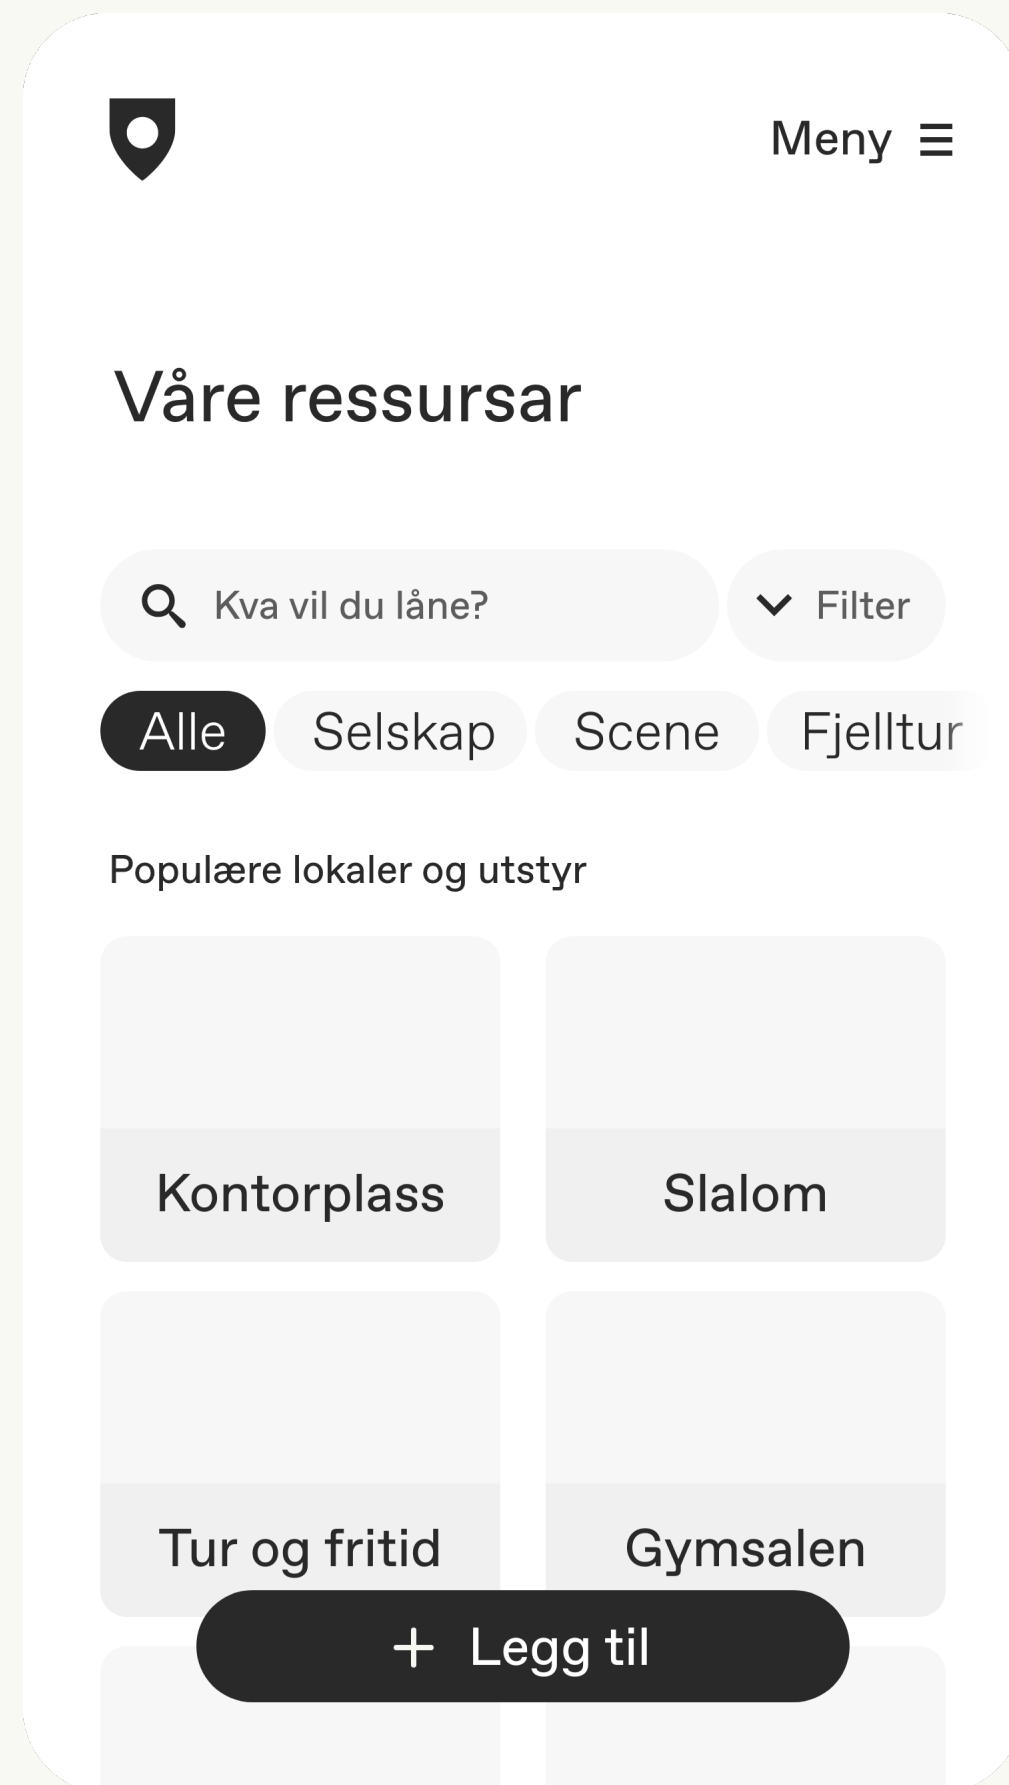 Meny
Våre ressursar
Kva vil du låne?
Filter
Alle
Selskap
Scene
Fjelltur
Populære lokaler og utstyr
Kontorplass
Slalom
Tur og fritid
Gymsalen
+ Legg til